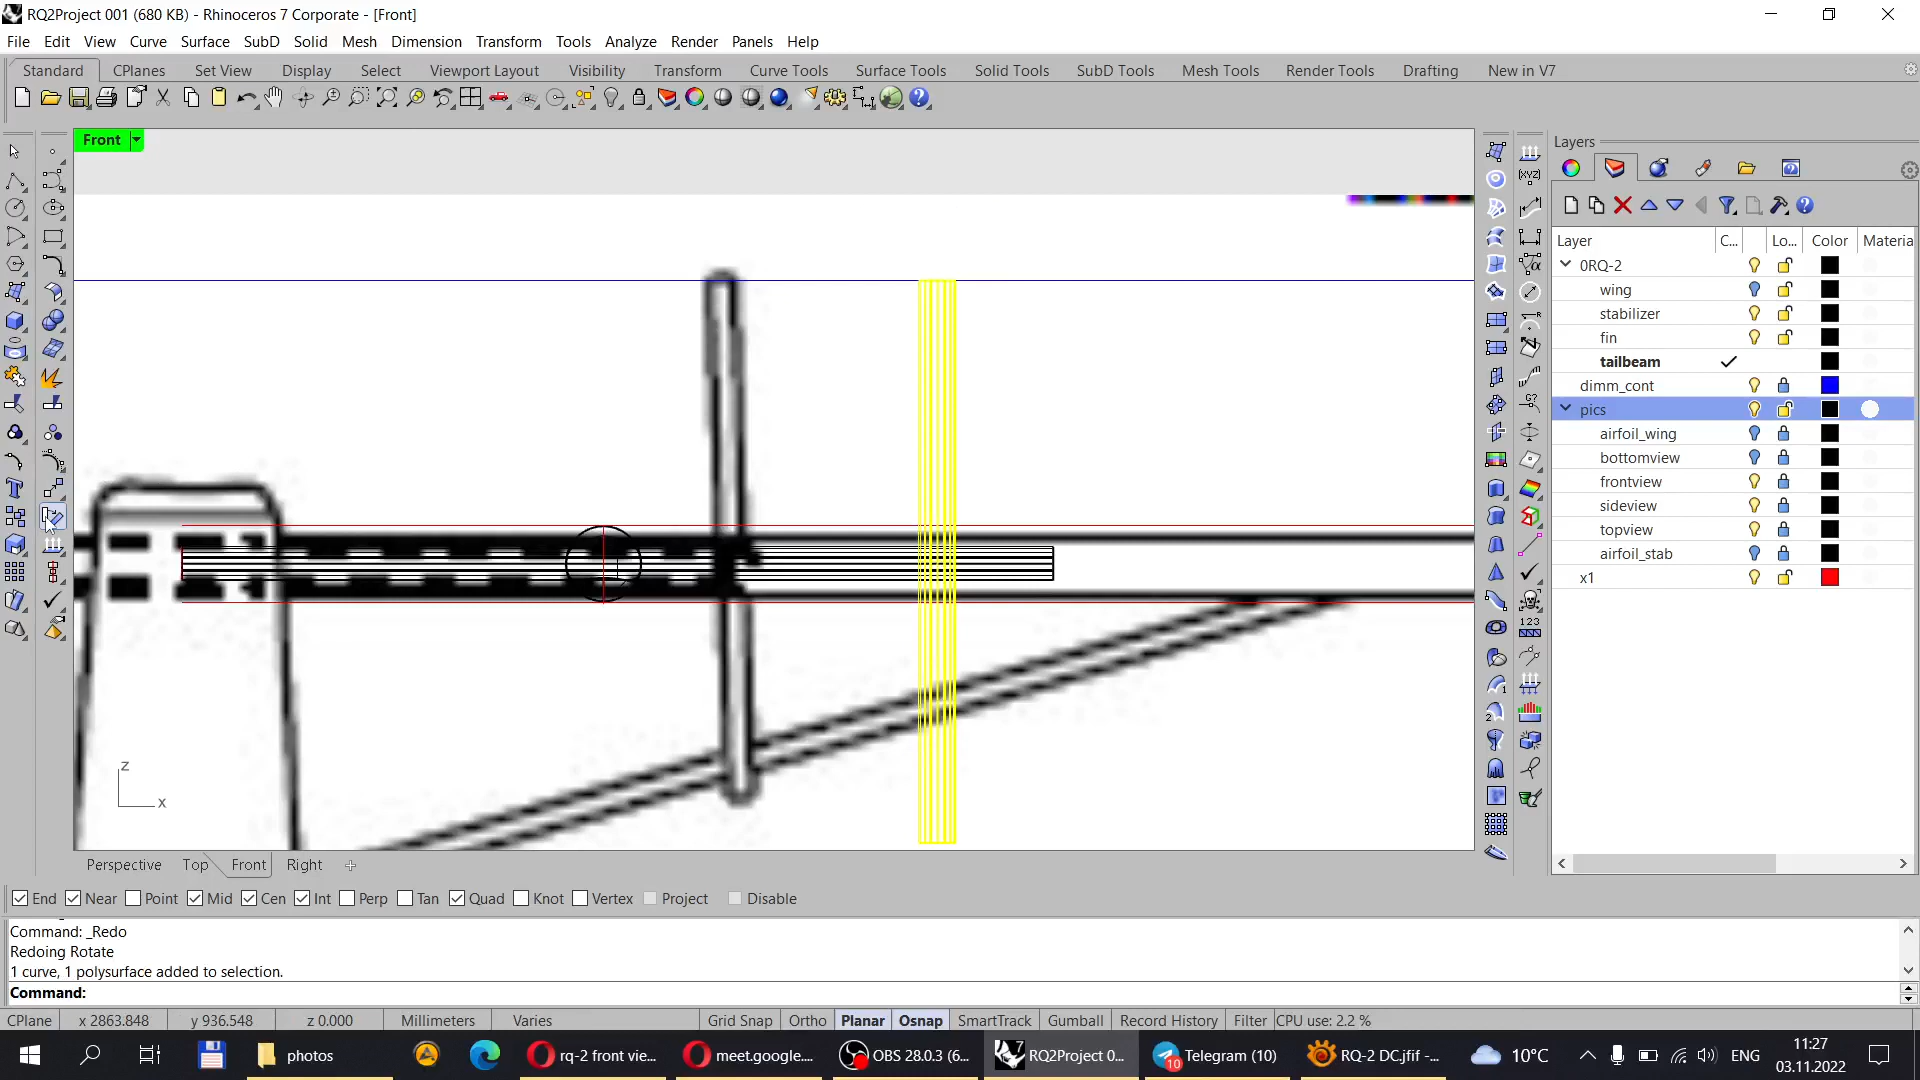 RQ2Project 001 (680 KB) - Rhinoceros 7 Corporate - [Front]
File Edit View Curve Surface SubD Solid Mesh Dimension Transform Tools Analyze Render Panels Help
Standard CPlanes Set View Display Select Viewport Layout Visibility Transform Curve Tools Surface Tools Solid Tools SubD Tools Mesh Tools Render Tools Drafting New in V7
Front
Layers
Layer C... Lo... Color Materia
0RQ-2
wing
stabilizer
fin
tailbeam
dimm_cont
pics
airfoil_wing
bottomview
frontview
sideview
topview
airfoil_stab
x1
z
x
Perspective Top Front Right
End Near Point Mid Cen Int Perp Tan Quad Knot Vertex Project Disable
Command: _Redo
Redoing Rotate
1 curve, 1 polysurface added to selection.
Command:
CPlane x 2863.848 y 936.548 z 0.000 Millimeters Varies Grid Snap Ortho Planar Osnap SmartTrack Gumball Record History Filter CPU use: 2.2 %
photos rq-2 front vie... meet.google.... OBS 28.0.3 (6... RQ2Project 0... Telegram (10) RQ-2 DC.jfif -... 10°C ENG 11:27
03.11.2022